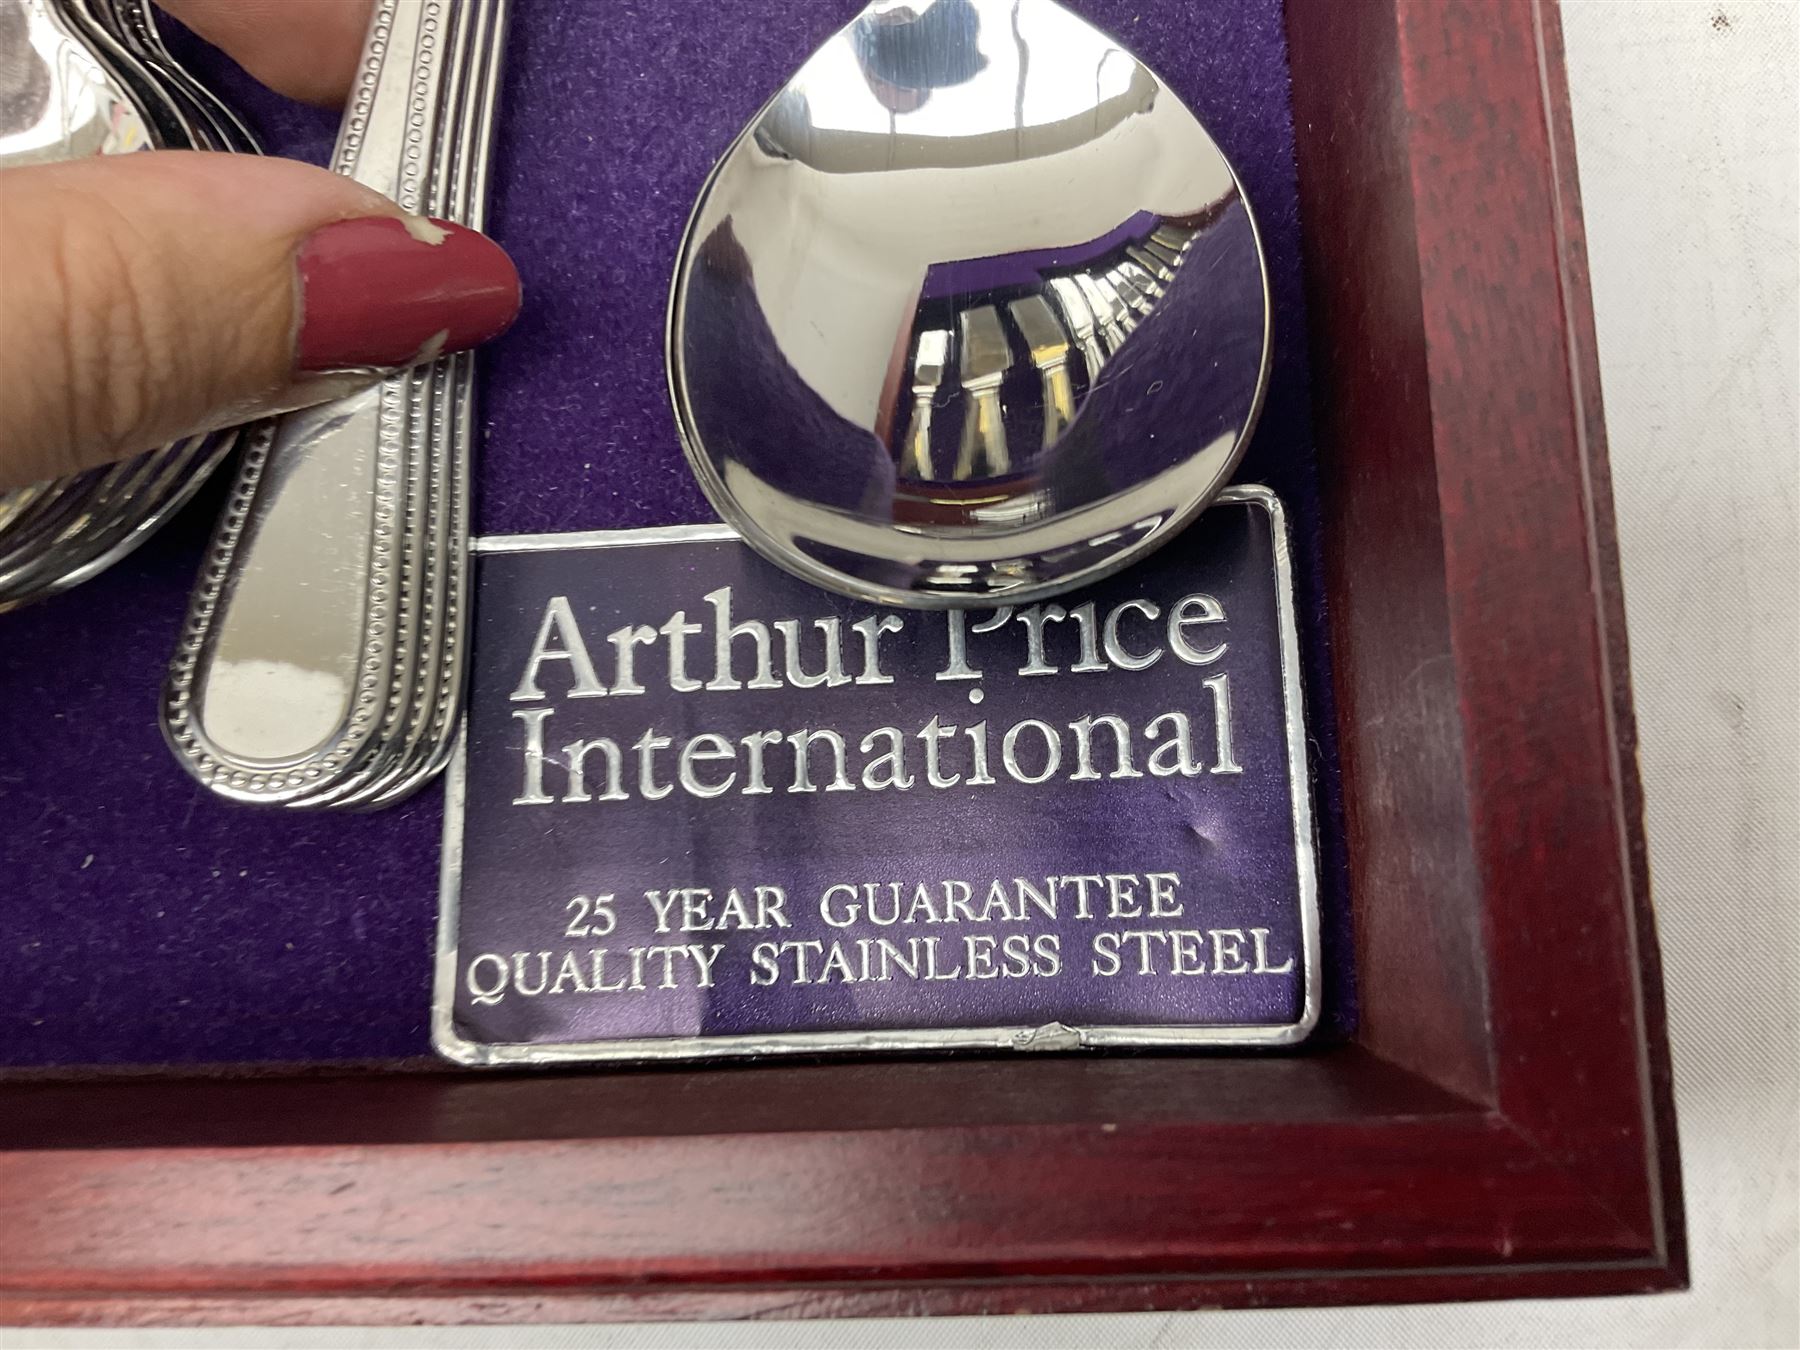 Arthur Price
International
25 YEAR GUARANTEE
QUALITY STAINLESS STEEL